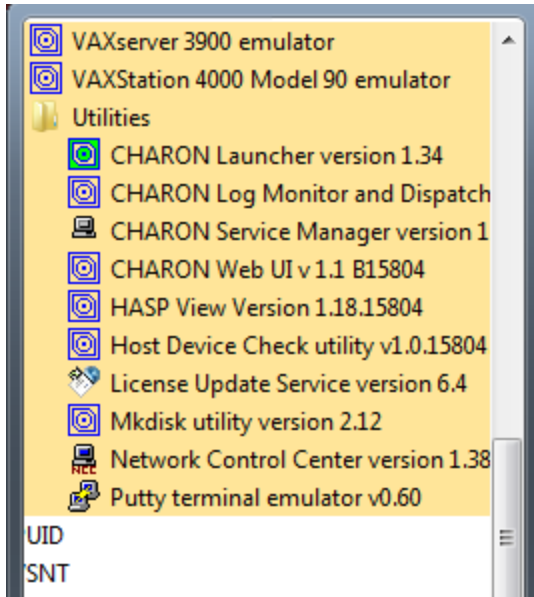 VAXserver 3900 emulator
VAXStation 4000 Model 90 emulator
Utilities
CHARON Launcher version 1.34
CHARON Log Monitor and Dispatch
CHARON Service Manager version 1
CHARON Web UI v 1.1 B15804
HASP View Version 1.18.15804
Host Device Check utility v1.0.15804
License Update Service version 6.4
Mkdisk utility version 2.12
NCC Network Control Center version 1.38
Putty terminal emulator v0.60
UID
SNT